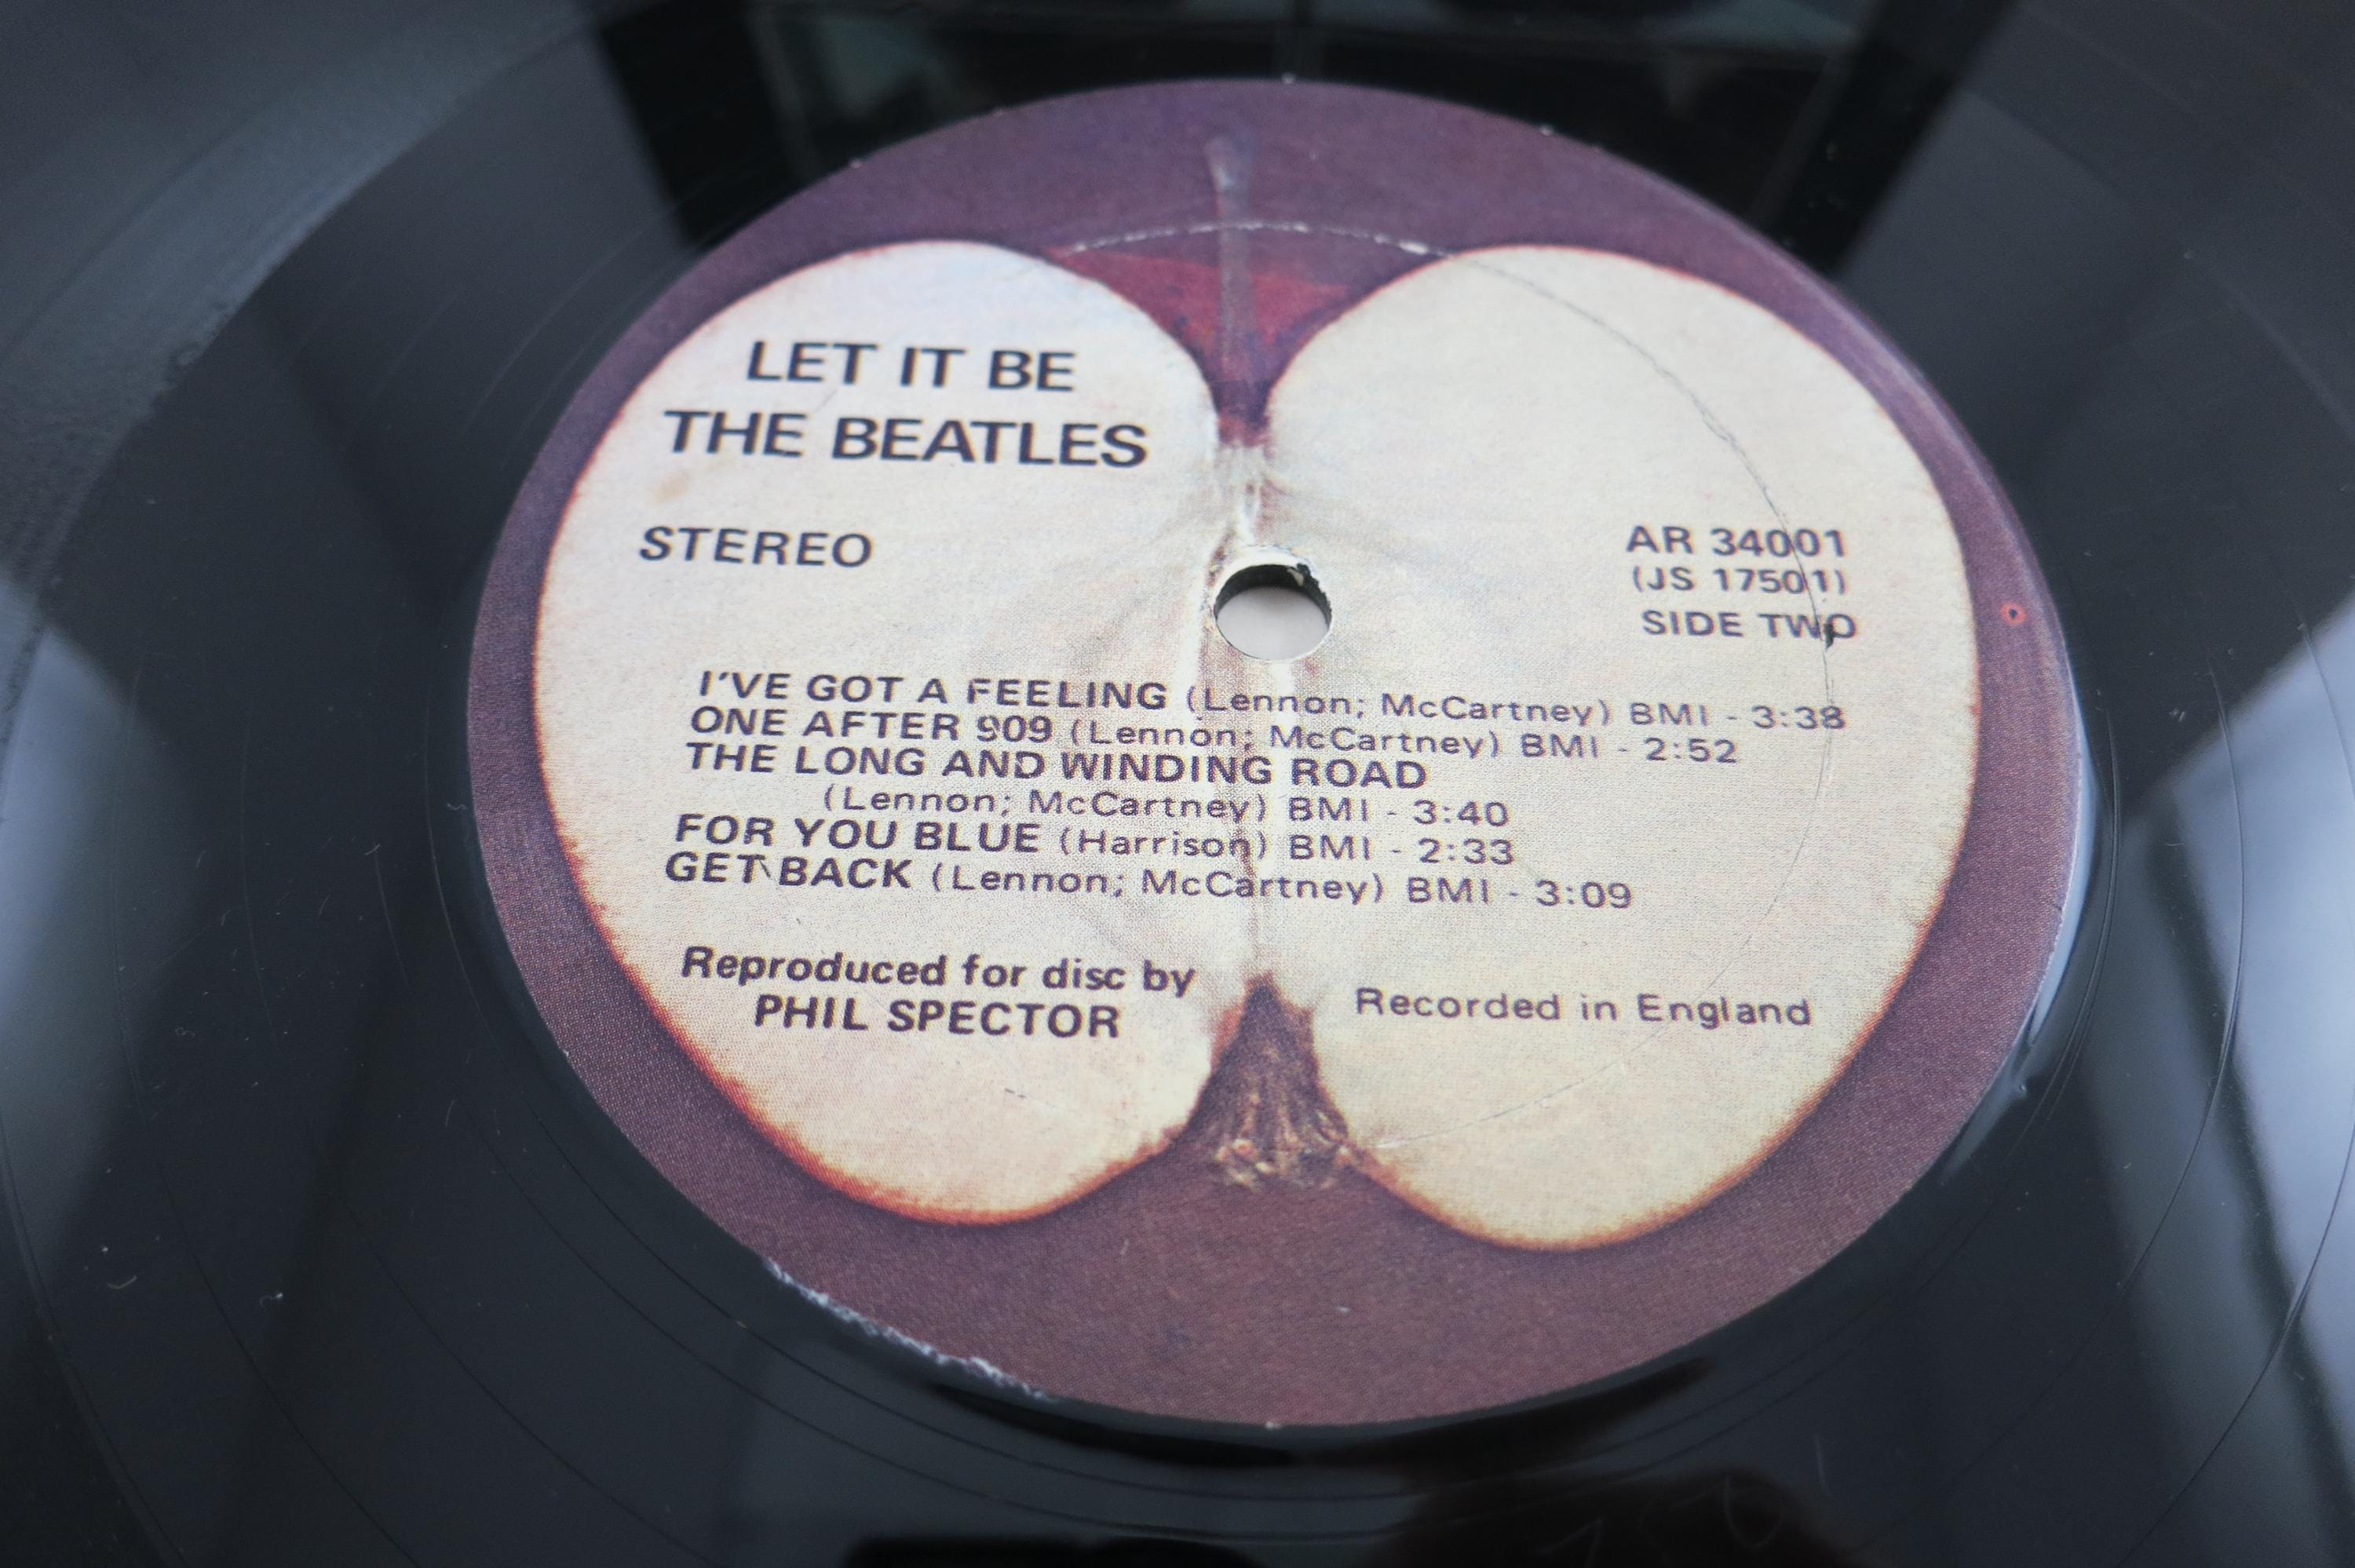 LET IT BE
THE BEATLES
STEREO
AR 34001
(JS 17501)
SIDE TWO
I'VE GOT A FEELING (Lennon; McCartney) BMI - 3:38
ONE AFTER 909 (Lennon; McCartney) BMI - 2:52
THE LONG AND WINDING ROAD
(Lennon; McCartney) BMI - 3:40
FOR YOU BLUE (Harrison) BMI - 2:33
GET BACK (Lennon; McCartney) BMI - 3:09
Reproduced for disc by
PHIL SPECTOR
Recorded in England